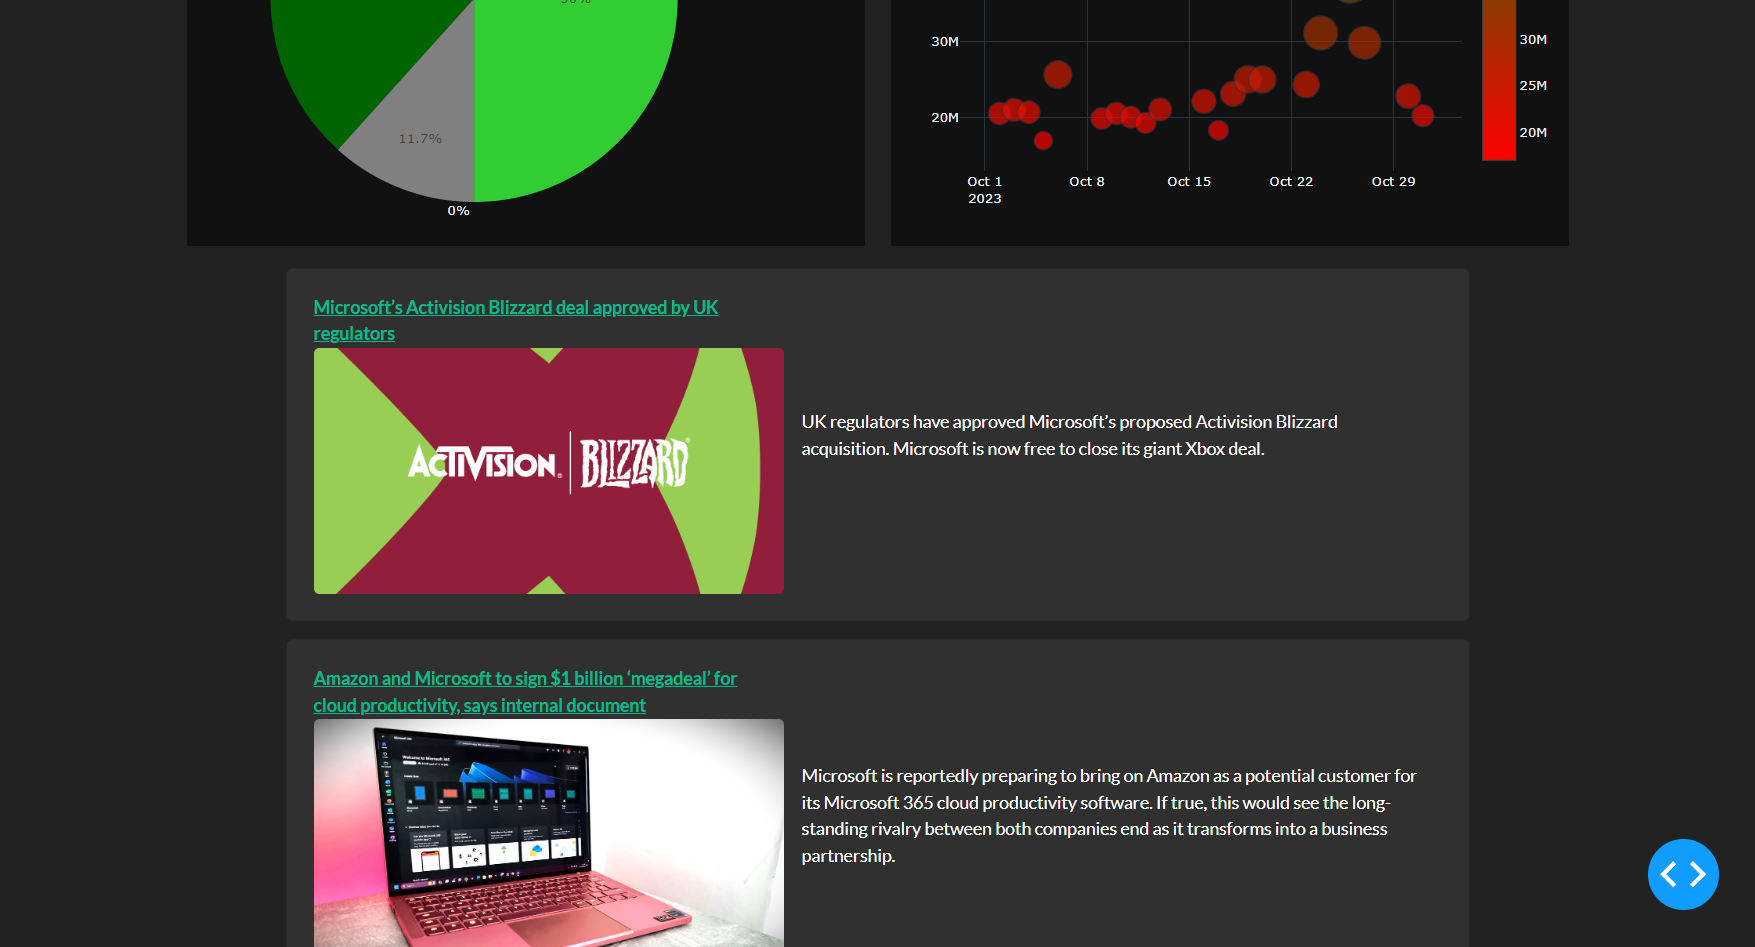 11.7%
0%
30M
20M
Oct 1
2023
Oct 8
Oct 15
Oct 22
Oct 29
30M
25M
20M
Microsoft’s Activision Blizzard deal approved by UK
regulators
ACTIVISION. BLIZZARD®
UK regulators have approved Microsoft’s proposed Activision Blizzard
acquisition. Microsoft is now free to close its giant Xbox deal.
Amazon and Microsoft to sign $1 billion ‘megadeal’ for
cloud productivity, says internal document
Microsoft is reportedly preparing to bring on Amazon as a potential customer for
its Microsoft 365 cloud productivity software. If true, this would see the long-
standing rivalry between both companies end as it transforms into a business
partnership.